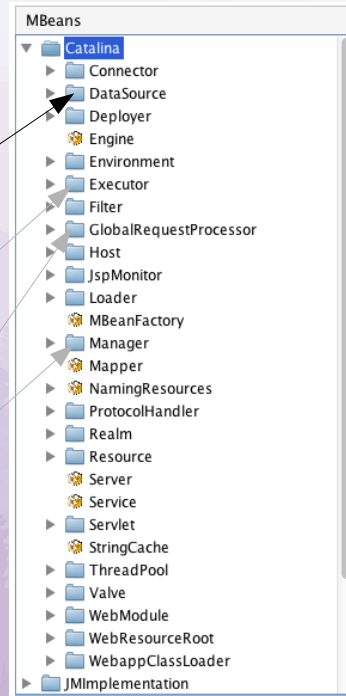 MBeans
Catalina
Connector
DataSource
Deployer
Engine
Environment
Executor
Filter
GlobalRequestProcessor
Host
JspMonitor
Loader
MBeanFactory
Manager
Mapper
NamingResources
ProtocolHandler
Realm
Resource
Server
Service
Servlet
StringCache
ThreadPool
Valve
WebModule
WebResourceRoot
WebappClassLoader
JMImplementation